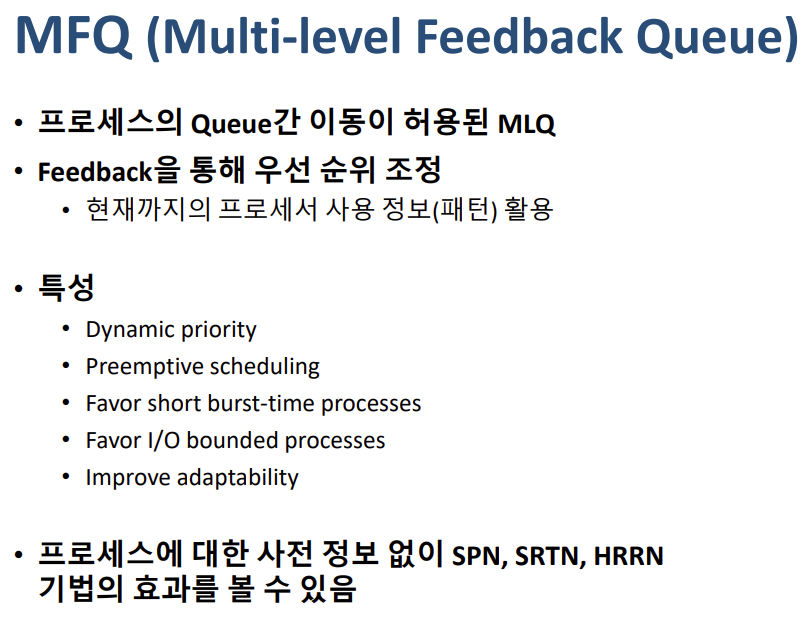 MFQ (Multi-level Feedback Queue)
• 프로세스의 Queue간 이동이 허용된 MLQ
• Feedback을 통해 우선 순위 조정
• 현재까지의 프로세서 사용 정보(패턴) 활용
• 특성
• Dynamic priority
• Preemptive scheduling
• Favor short burst-time processes
• Favor I/O bounded processes
• Improve adaptability
• 프로세스에 대한 사전 정보 없이 SPN, SRTN, HRRN
기법의 효과를 볼 수 있음